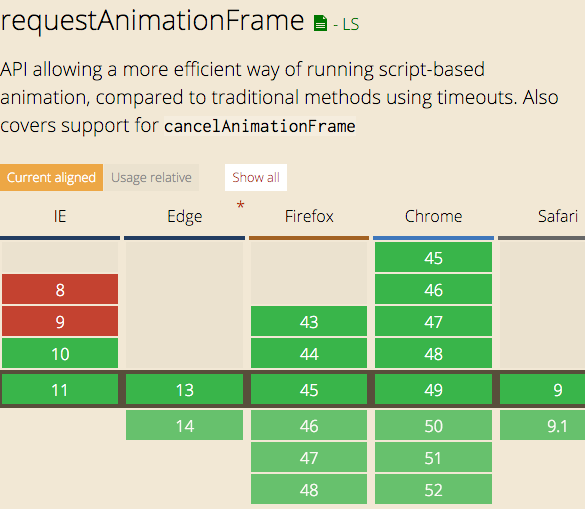 requestAnimationFrame - LS
API allowing a more efficient way of running script-based
animation, compared to traditional methods using timeouts. Also
covers support for cancelAnimationFrame
Current aligned Usage relative Show all
IE Edge * Firefox Chrome Safari
45
8 46
9 43 47
10 44 48
11 13 45 49 9
14 46 50 9.1
47 51
48 52